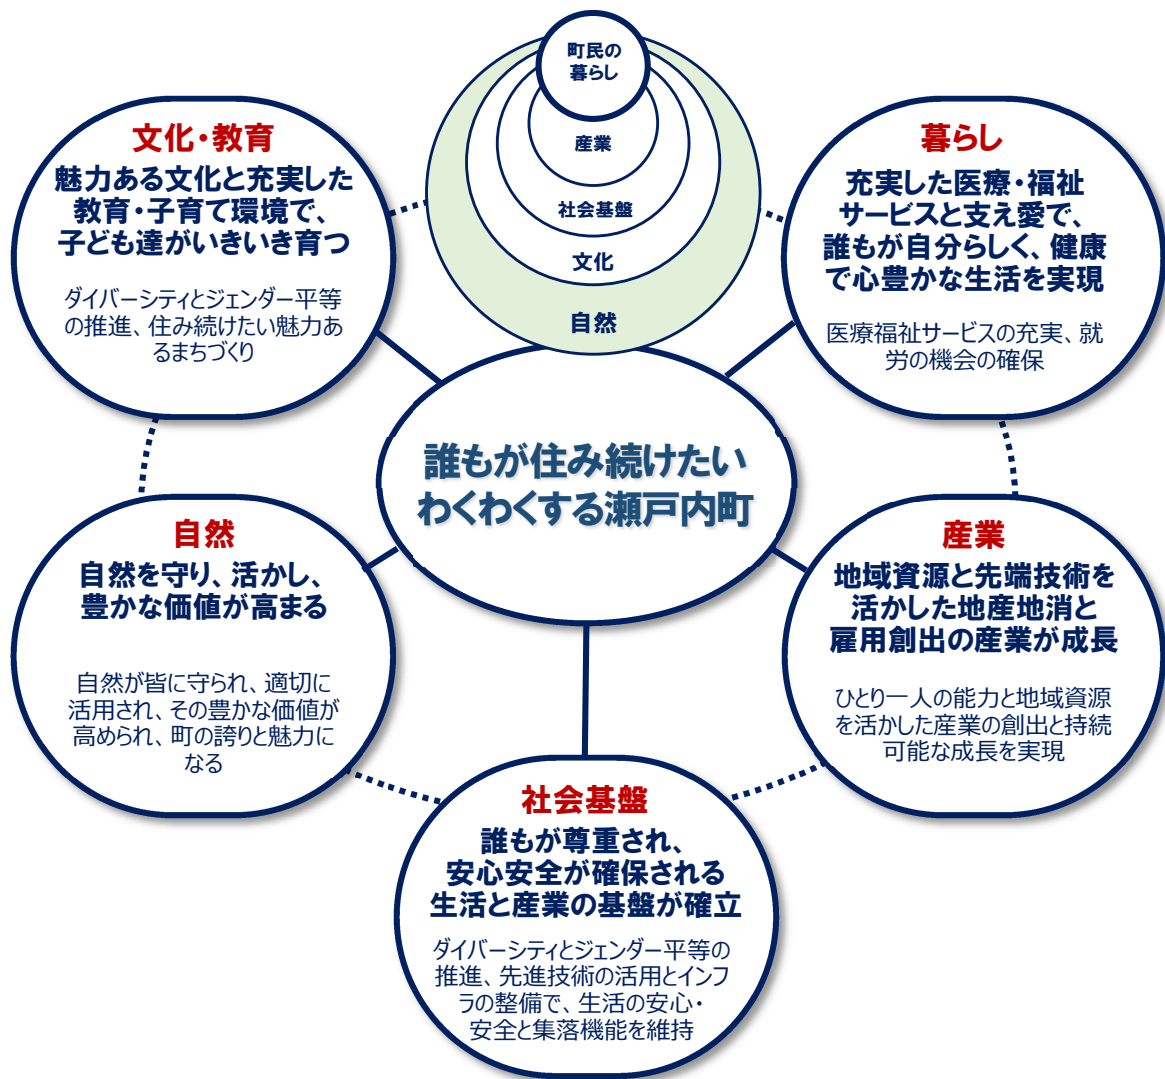 町民の
暮らし
産業
社会基盤
文化
自然
文化・教育
魅力ある文化と充実した
教育・子育て環境で、
子ども達がいきいき育つ
ダイバーシティとジェンダー平等
の推進、住み続けたい魅力あ
るまちづくり
暮らし
充実した医療・福祉
サービスと支え愛で、
誰もが自分らしく、健康
で心豊かな生活を実現
医療福祉サービスの充実、就
労の機会の確保
誰もが住み続けたい
わくわくする瀬戸内町
自然
自然を守り、活かし、
豊かな価値が高まる
自然が皆に守られ、適切に
活用され、その豊かな価値が
高められ、町の誇りと魅力に
なる
産業
地域資源と先端技術を
活かした地産地消と
雇用創出の産業が成長
ひとり一人の能力と地域資源
を活かした産業の創出と持続
可能な成長を実現
社会基盤
誰もが尊重され、
安心安全が確保される
生活と産業の基盤が確立
ダイバーシティとジェンダー平等の
推進、先進技術の活用とインフ
ラの整備で、生活の安心・
安全と集落機能を維持